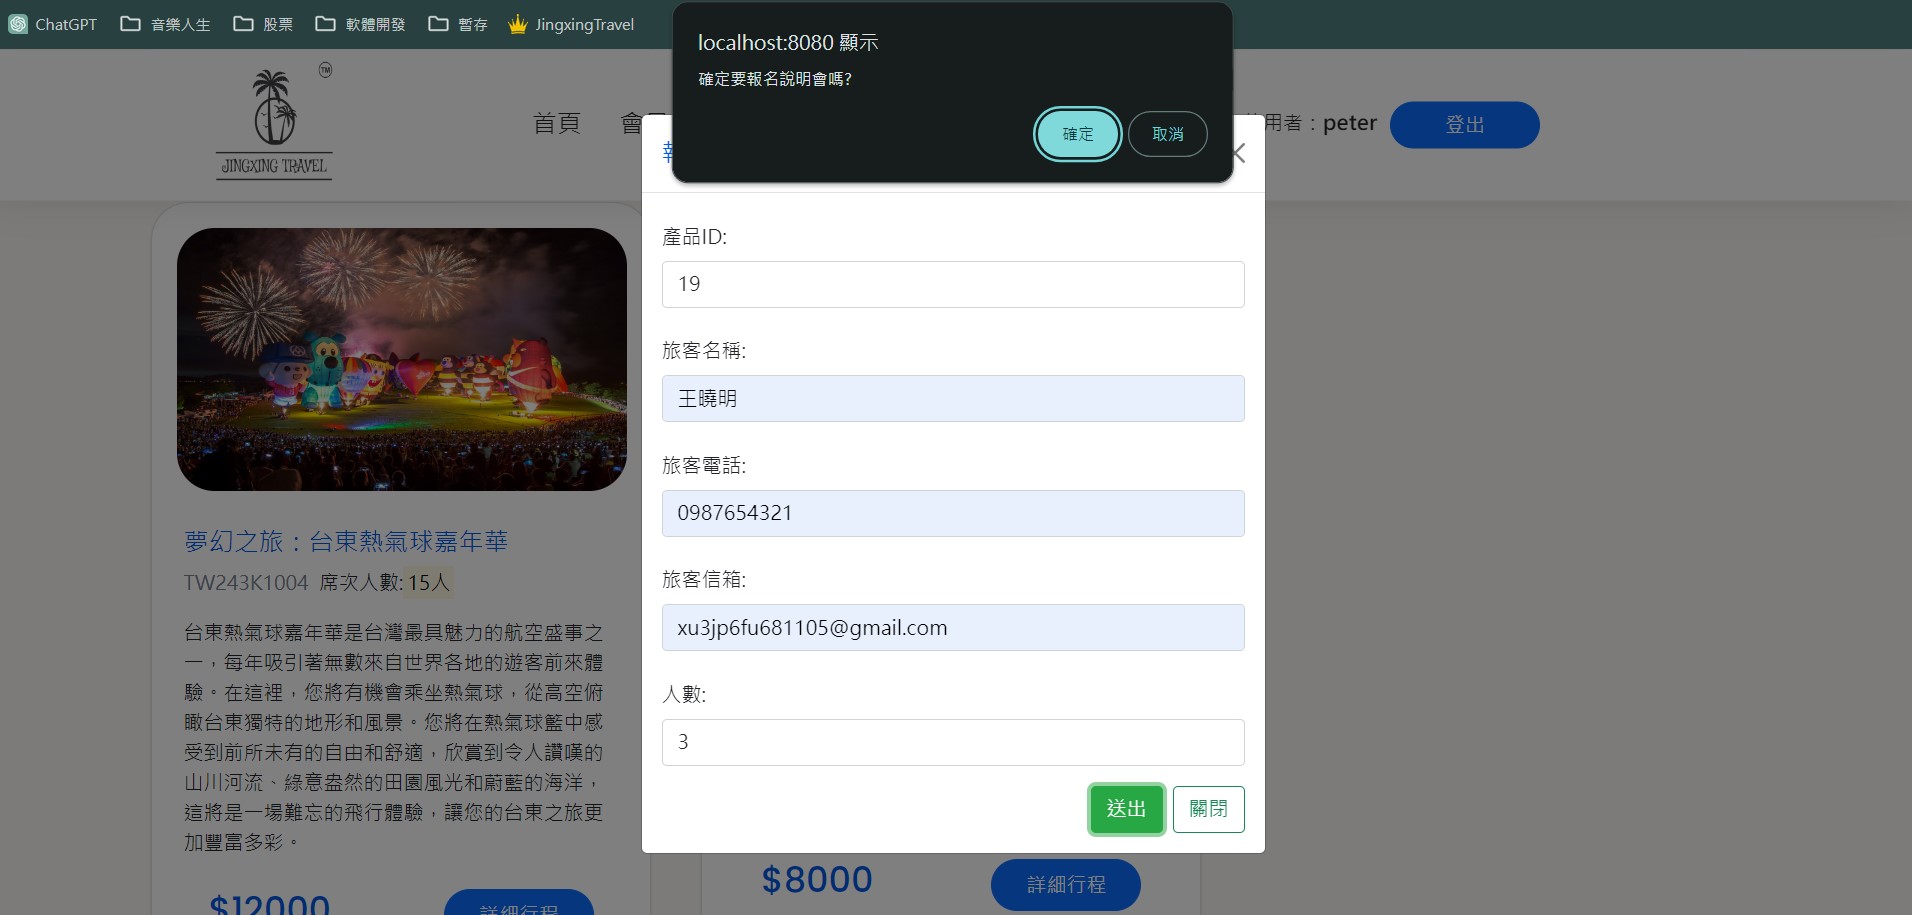 ChatGPT 音樂人生 股票 軟體開發 暫存 JingxingTravel
localhost:8080 顯示
確定要報名說明會嗎?
確定 取消
TM
JINGXING TRAVEL
首頁 用者：peter 登出
產品ID:
19
旅客名稱:
王曉明
旅客電話:
0987654321
旅客信箱:
xu3jp6fu681105@gmail.com
人數:
3
送出 關閉
夢幻之旅：台東熱氣球嘉年華
TW243K1004 席次人數: 15人
台東熱氣球嘉年華是台灣最具魅力的航空盛事之
一，每年吸引著無數來自世界各地的遊客前來體
驗。在這裡，您將有機會乘坐熱氣球，從高空俯
瞰台東獨特的地形和風景。您將在熱氣球籃中感
受到前所未有的自由和舒適，欣賞到令人讚嘆的
山川河流、綠意盎然的田園風光和蔚藍的海洋，
這將是一場難忘的飛行體驗，讓您的台東之旅更
加豐富多彩。
$12000 詳細行程
$8000 詳細行程